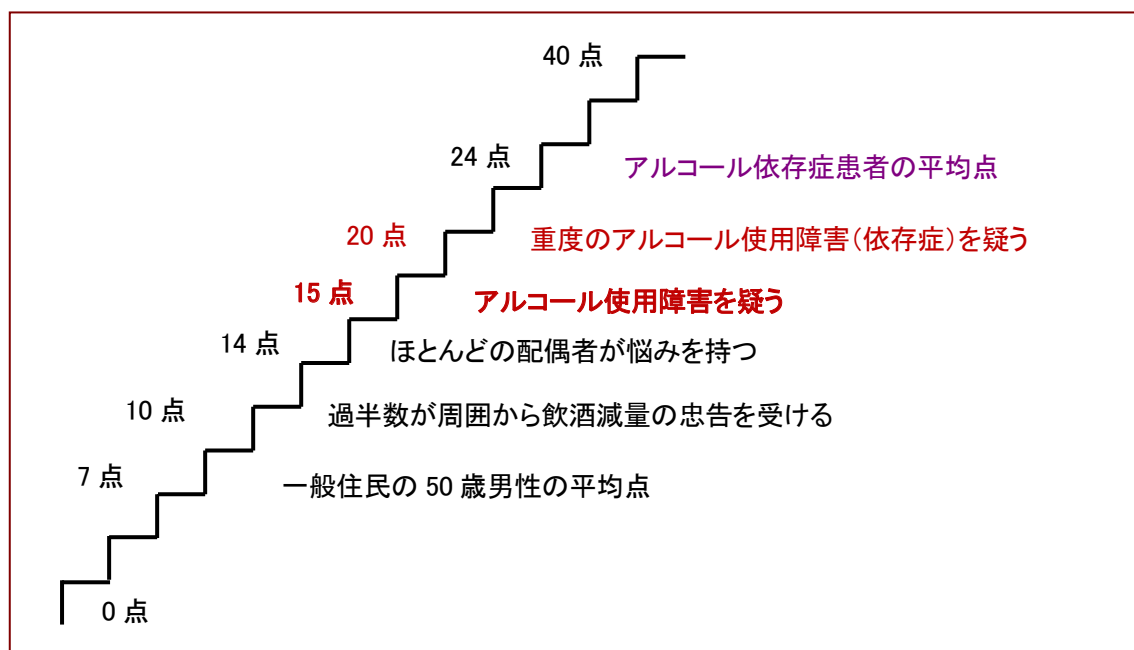 40 点
24 点
アルコール依存症患者の平均点
20 点
重度のアルコール使用障害(依存症)を疑う
15 点
アルコール使用障害を疑う
14 点
ほとんどの配偶者が悩みを持つ
10 点
過半数が周囲から飲酒減量の忠告を受ける
7 点
一般住民の 50 歳男性の平均点
0 点